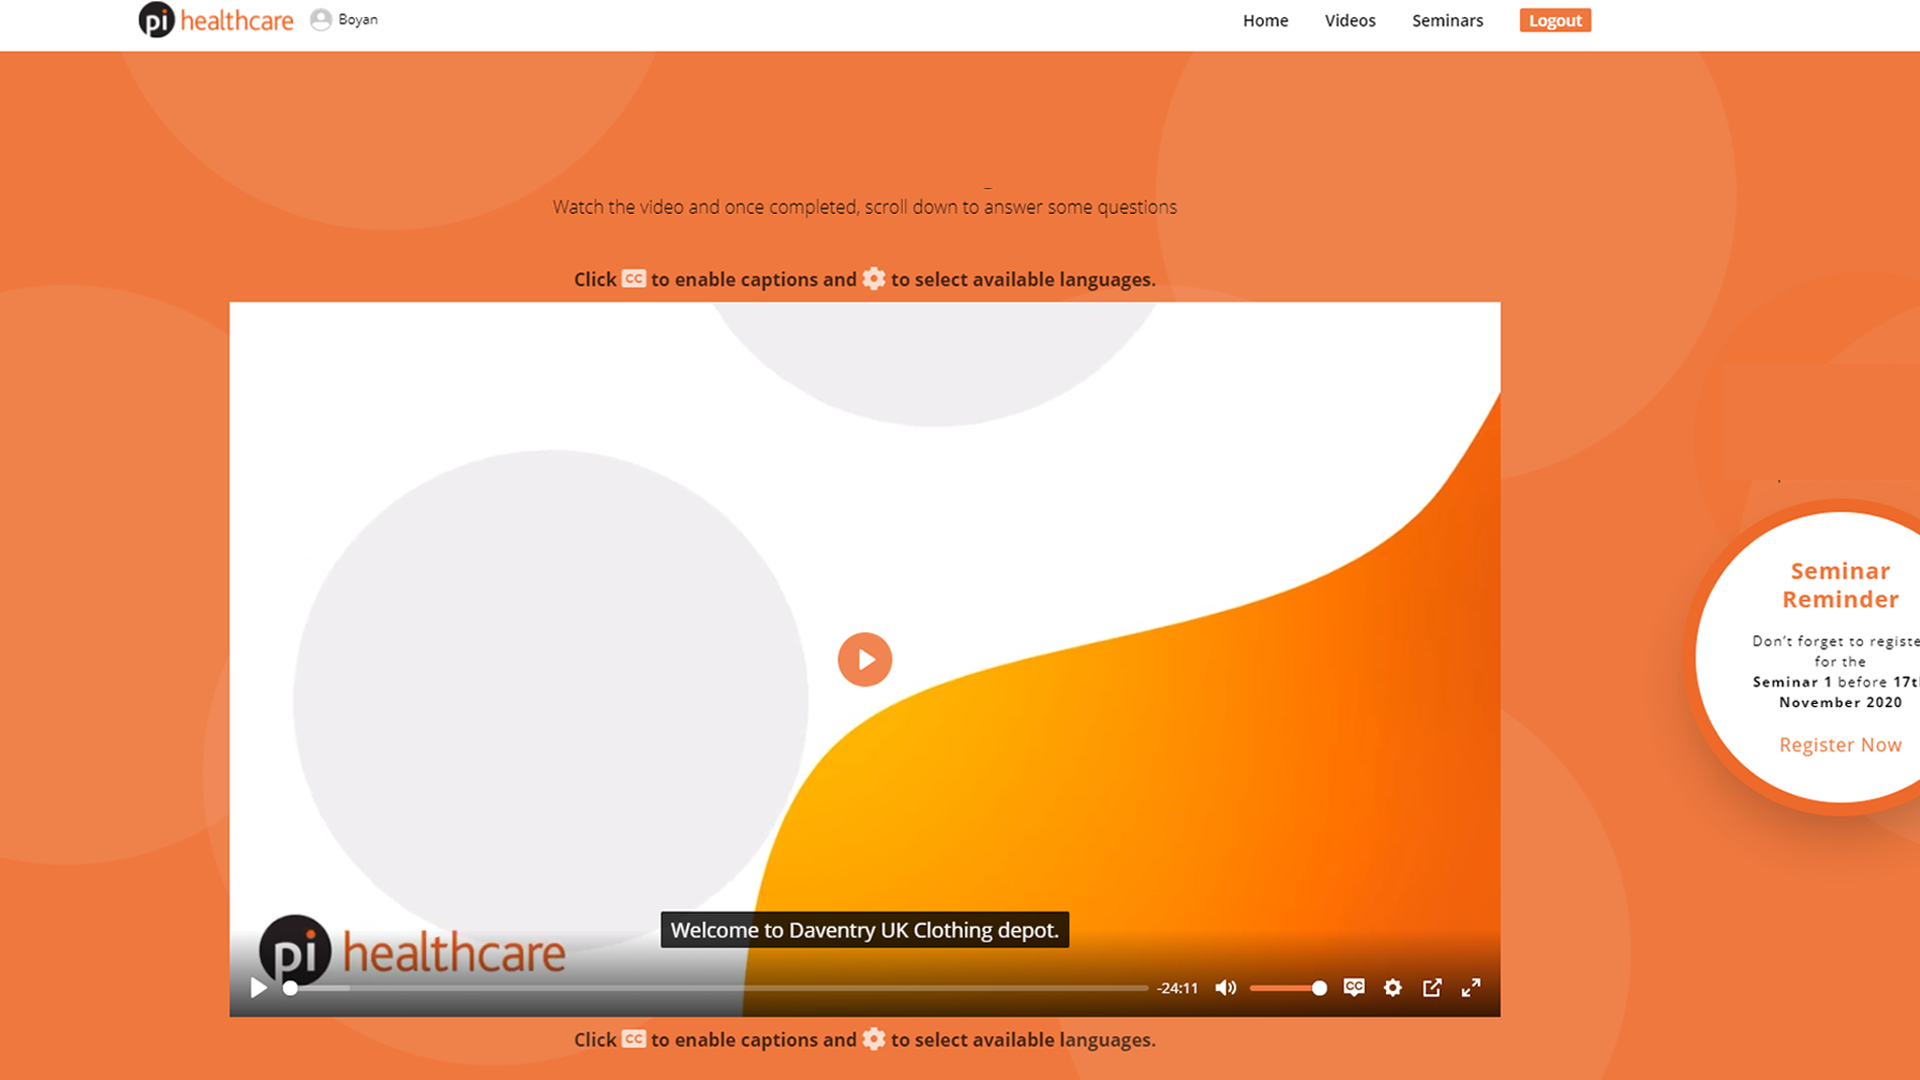 pi healthcare Boyan Home Videos Seminars Logout
Watch the video and once completed, scroll down to answer some questions
Click CC to enable captions and to select available languages.
Welcome to Daventry UK Clothing depot.
pi healthcare
-24:11 CC
Click CC to enable captions and to select available languages.
Seminar
Reminder
Don't forget to registe
for the
Seminar 1 before 17t
November 2020
Register Now